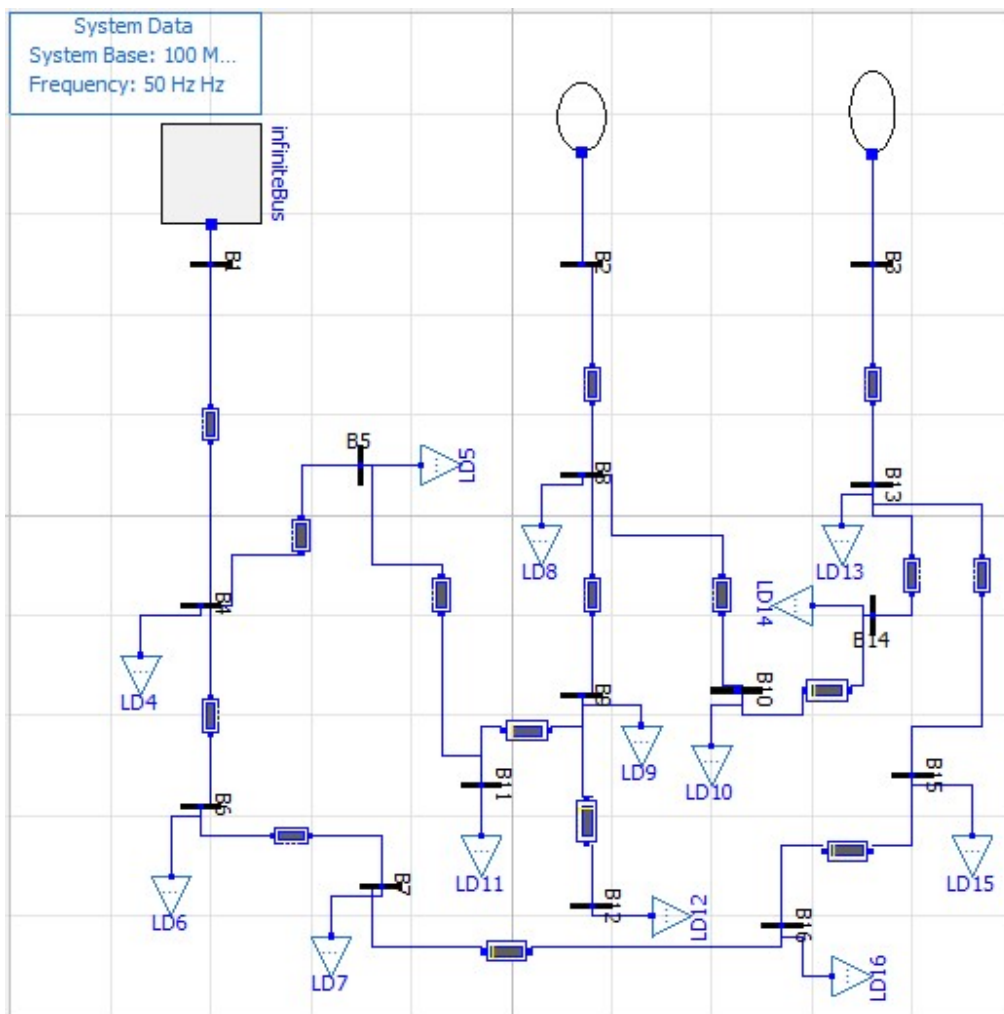 System Data
System Base: 100 M...
Frequency: 50 Hz Hz
infiniteBus
B1
B2
B3
B5
LD5
B8
B13
LD8
LD13
LD14
B4
B14
LD4
B9
B10
LD9
LD10
B11
B15
B6
LD11
LD15
LD6
B7
B12
LD12
B16
LD7
LD16